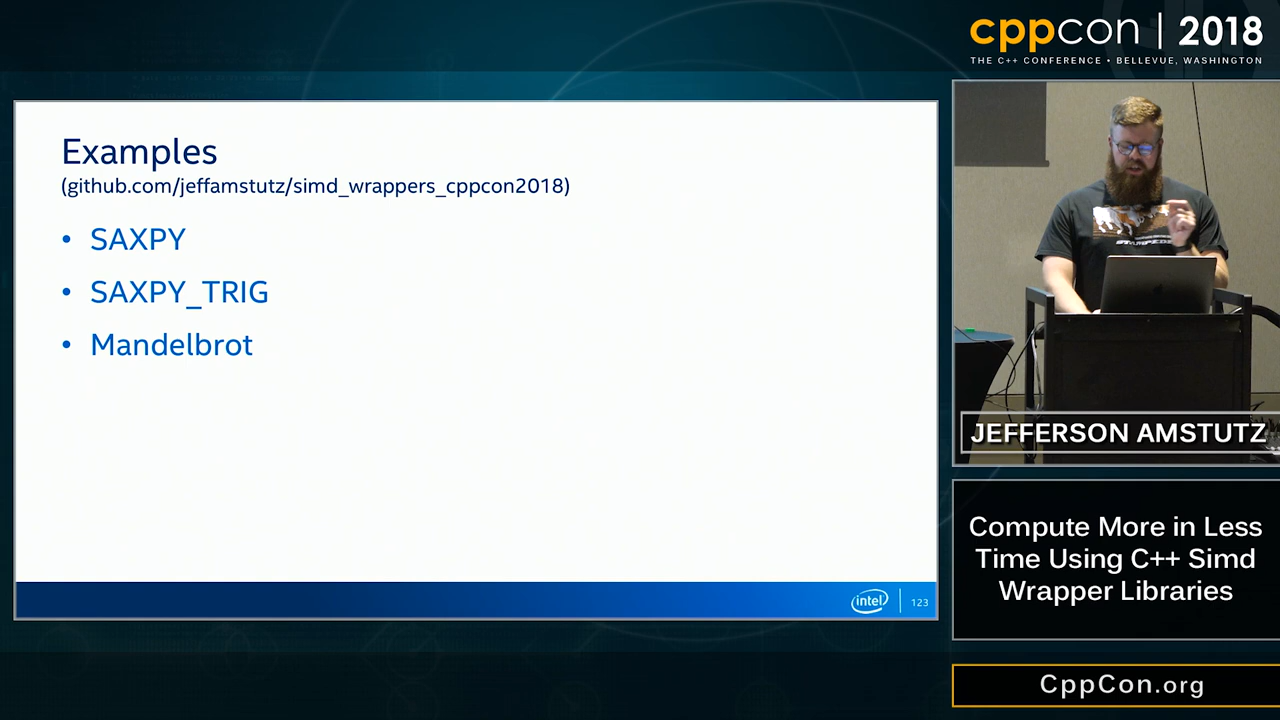 cppcon | 2018
THE C++ CONFERENCE • BELLEVUE, WASHINGTON
Examples
(github.com/jeffamstutz/simd_wrappers_cppcon2018)
• SAXPY
• SAXPY_TRIG
• Mandelbrot
intel
123
JEFFERSON AMSTUTZ
Compute More in Less
Time Using C++ Simd
Wrapper Libraries
CppCon.org